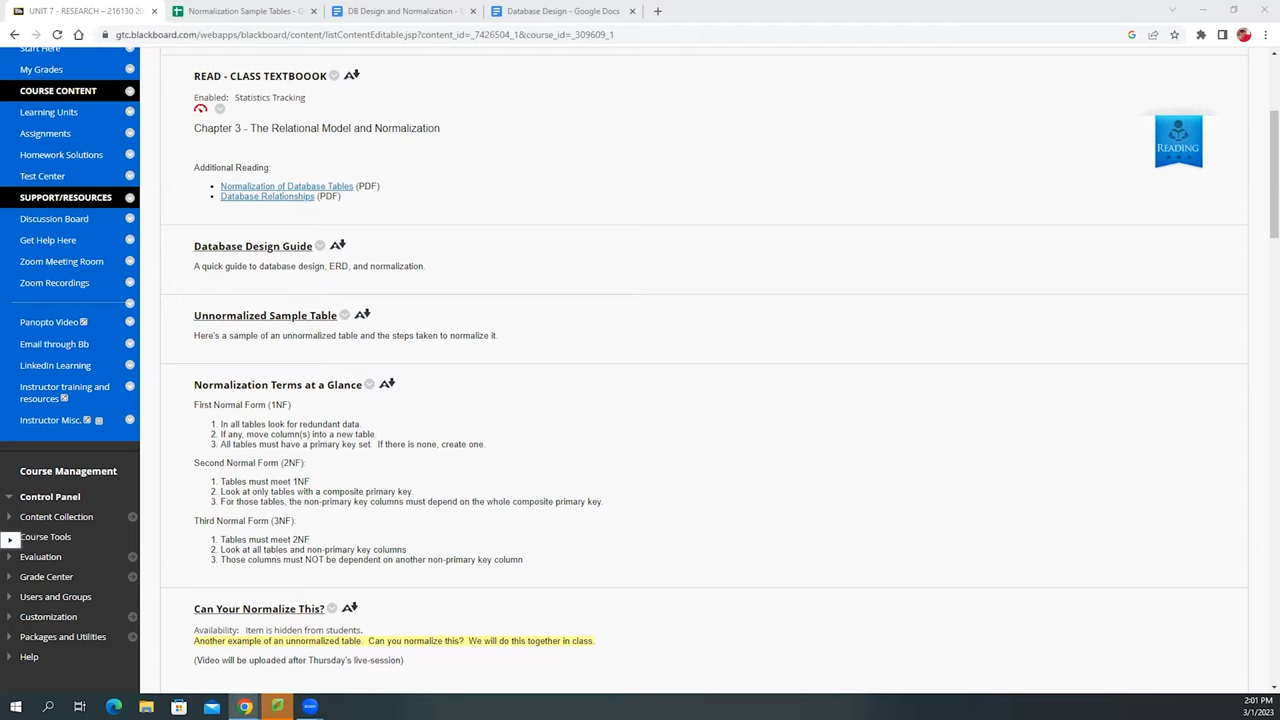 UNIT 7 - RESEARCH – 216130 20
Normalization Sample Tables - G
DB Design and Normalization -
Database Design - Google Docs
gtc.blackboard.com/webapps/blackboard/content/listContentEditable.jsp?content_id=_7426504_1&course_id=_309609_1
Start Here
My Grades
COURSE CONTENT
Learning Units
Assignments
Homework Solutions
Test Center
SUPPORT/RESOURCES
Discussion Board
Get Help Here
Zoom Meeting Room
Zoom Recordings
Panopto Video
Email through Bb
LinkedIn Learning
Instructor training and
resources
Instructor Misc.
Course Management
Control Panel
Content Collection
Course Tools
Evaluation
Grade Center
Users and Groups
Customization
Packages and Utilities
Help
READ - CLASS TEXTBOOOK
Enabled: Statistics Tracking
Chapter 3 - The Relational Model and Normalization
READING
Additional Reading:
• Normalization of Database Tables (PDF)
• Database Relationships (PDF)
Database Design Guide
A quick guide to database design, ERD, and normalization.
Unnormalized Sample Table
Here's a sample of an unnormalized table and the steps taken to normalize it.
Normalization Terms at a Glance
First Normal Form (1NF)
1. In all tables look for redundant data.
2. If any, move column(s) into a new table.
3. All tables must have a primary key set. If there is none, create one.
Second Normal Form (2NF):
1. Tables must meet 1NF
2. Look at only tables with a composite primary key.
3. For those tables, the non-primary key columns must depend on the whole composite primary key.
Third Normal Form (3NF):
1. Tables must meet 2NF
2. Look at all tables and non-primary key columns
3. Those columns must NOT be dependent on another non-primary key column
Can Your Normalize This?
Availability: Item is hidden from students.
Another example of an unnormalized table. Can you normalize this? We will do this together in class.
(Video will be uploaded after Thursday's live-session)
2:01 PM
3/1/2023